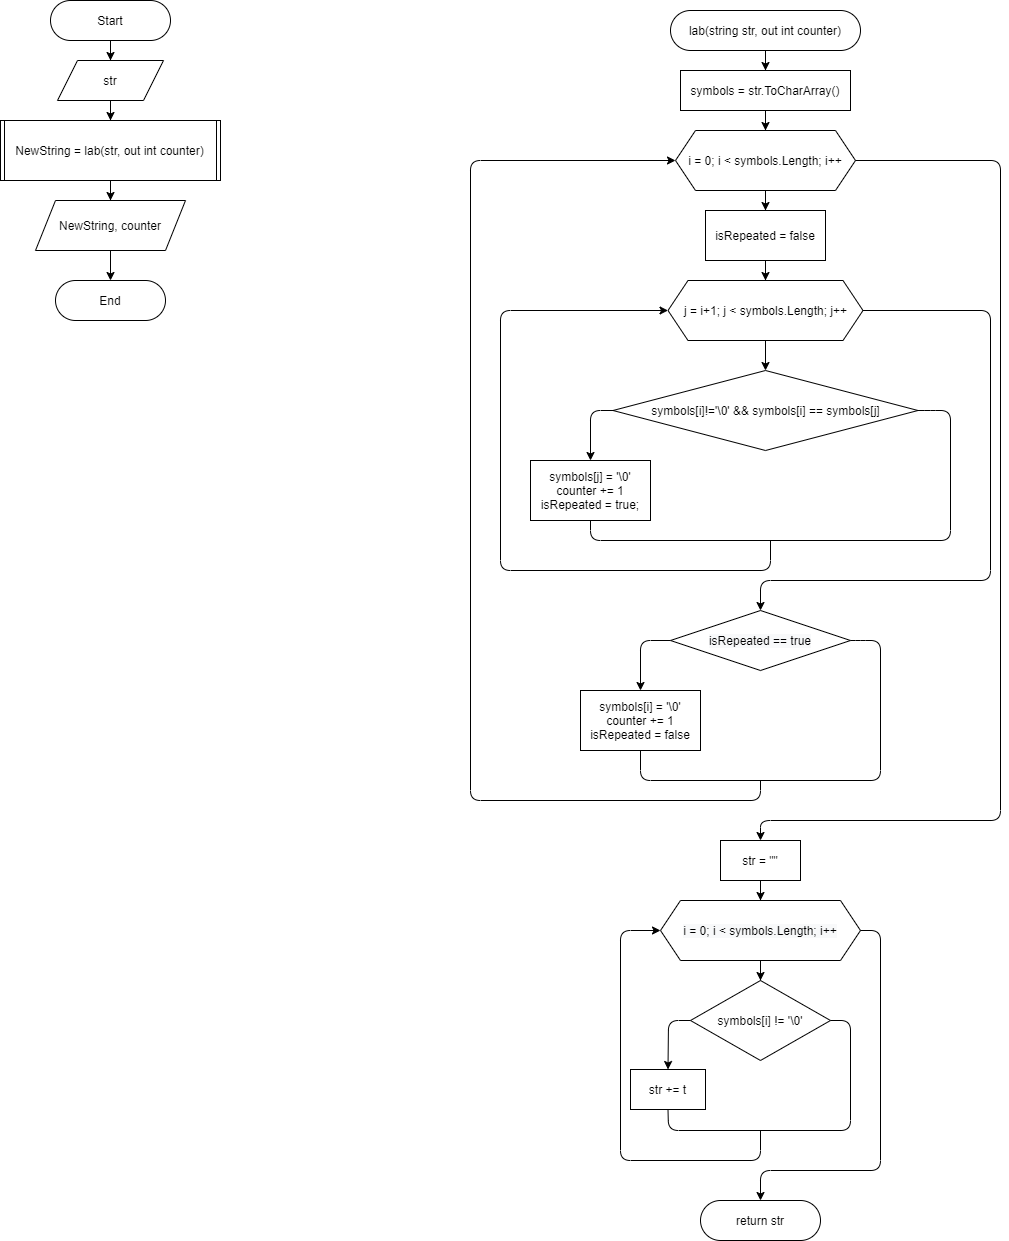 Start
str
NewString = lab(str, out int counter)
NewString, counter
End
lab(string str, out int counter)
symbols = str.ToCharArray()
i = 0; i < symbols.Length; i++
isRepeated = false
j = i+1; j < symbols.Length; j++
symbols[i]!='\0' && symbols[i] == symbols[j]
symbols[j] = '\0'
counter += 1
isRepeated = true;
isRepeated == true
symbols[i] = '\0'
counter += 1
isRepeated = false
str = ""
i = 0; i < symbols.Length; i++
symbols[i] != '\0'
str += t
return str